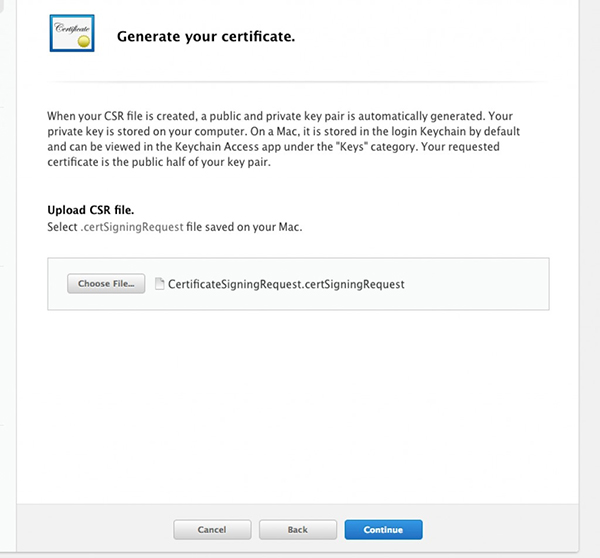 Certificate
Generate your certificate.
When your CSR file is created, a public and private key pair is automatically generated. Your
private key is stored on your computer. On a Mac, it is stored in the login Keychain by default
and can be viewed in the Keychain Access app under the "Keys" category. Your requested
certificate is the public half of your key pair.
Upload CSR file.
Select .certSigningRequest file saved on your Mac.
Choose File... CertificateSigningRequest.certSigningRequest
Cancel Back Continue